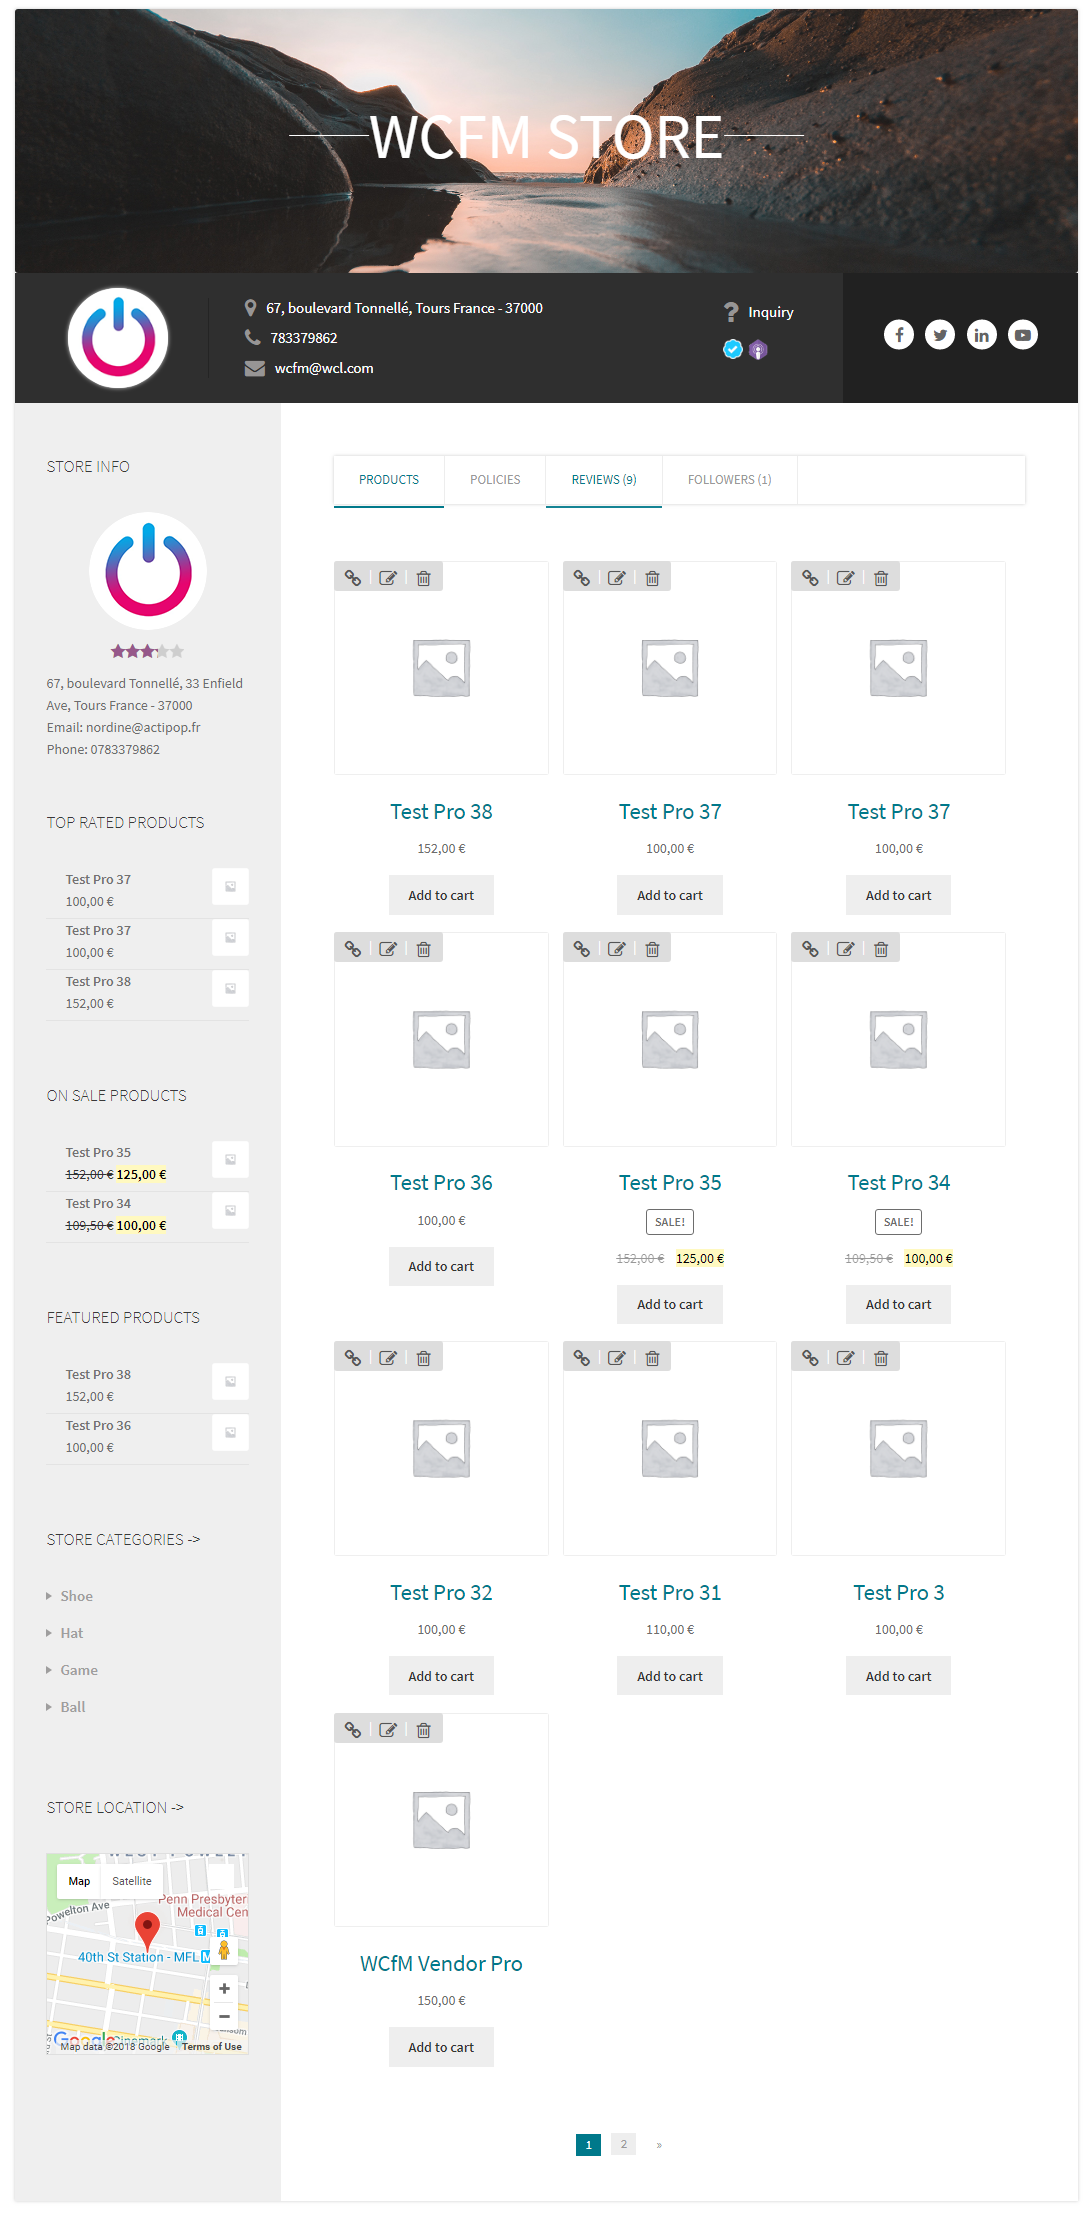 WCFM STORE
67, boulevard Tonnellé, Tours France - 37000
783379862
wcfm@wcl.com
Inquiry
STORE INFO
67, boulevard Tonnellé, 33 Enfield
Ave, Tours France - 37000
Email: nordine@actipop.fr
Phone: 0783379862
TOP RATED PRODUCTS
Test Pro 37
100,00 €
Test Pro 37
100,00 €
Test Pro 38
152,00 €
ON SALE PRODUCTS
Test Pro 35
152,00 € 125,00 €
Test Pro 34
109,50 € 100,00 €
FEATURED PRODUCTS
Test Pro 38
152,00 €
Test Pro 36
100,00 €
STORE CATEGORIES ->
Shoe
Hat
Game
Ball
STORE LOCATION ->
Map Satellite
Powelton Ave
Penn Presbyter
Medical Cen
40th St Station - MFL
Google
Cinemark
Map data ©2018 Google Terms of Use
PRODUCTS POLICIES REVIEWS (9) FOLLOWERS (1)
Test Pro 38 Test Pro 37 Test Pro 37
152,00 € 100,00 € 100,00 €
Add to cart Add to cart Add to cart
Test Pro 36 Test Pro 35 Test Pro 34
100,00 € SALE! SALE!
152,00 € 125,00 € 109,50 € 100,00 €
Add to cart Add to cart Add to cart
Test Pro 32 Test Pro 31 Test Pro 3
100,00 € 110,00 € 100,00 €
Add to cart Add to cart Add to cart
WCfM Vendor Pro
150,00 €
Add to cart
1 2 »